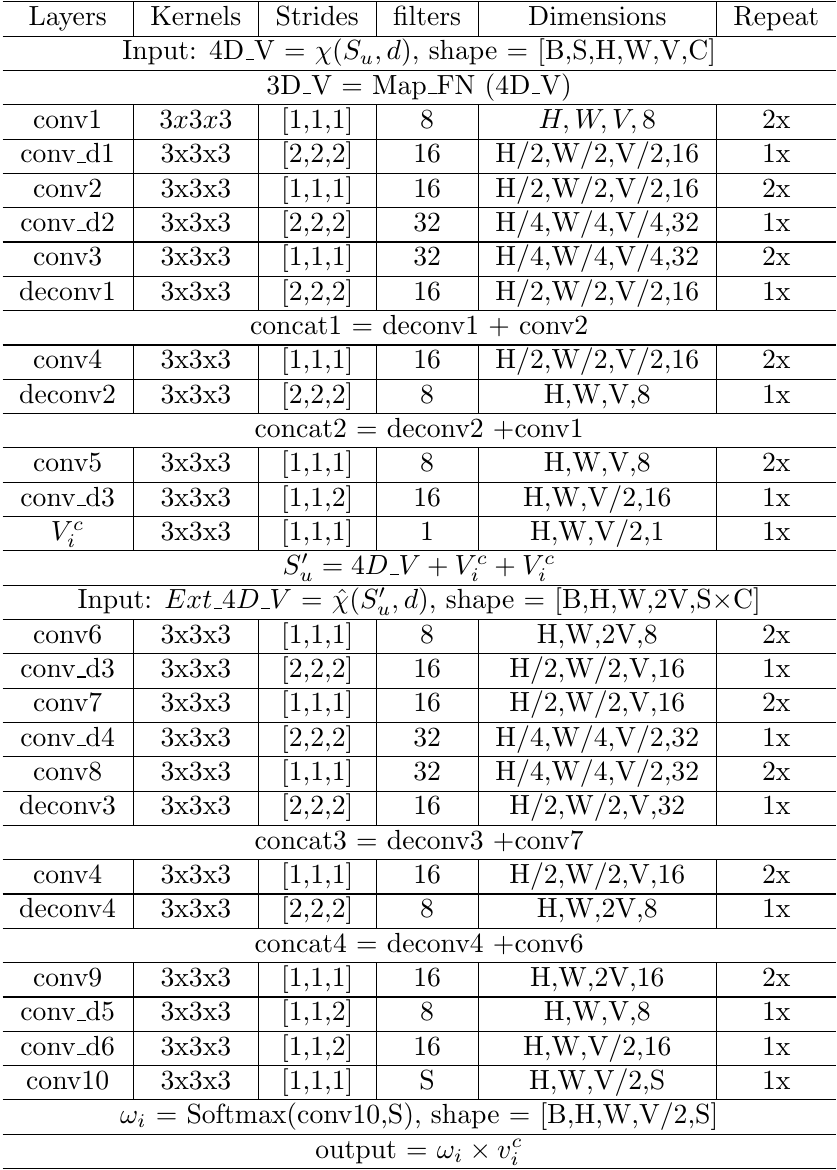 Layers Kernels Strides filters Dimensions Repeat
Input: 4D_V = χ(S_u, d), shape = [B,S,H,W,V,C]
3D_V = Map_FN (4D_V)
conv1 3x3x3 [1,1,1] 8 H, W, V, 8 2x
conv_d1 3x3x3 [2,2,2] 16 H/2,W/2,V/2,16 1x
conv2 3x3x3 [1,1,1] 16 H/2,W/2,V/2,16 2x
conv_d2 3x3x3 [2,2,2] 32 H/4,W/4,V/4,32 1x
conv3 3x3x3 [1,1,1] 32 H/4,W/4,V/4,32 2x
deconv1 3x3x3 [2,2,2] 16 H/2,W/2,V/2,16 1x
concat1 = deconv1 + conv2
conv4 3x3x3 [1,1,1] 16 H/2,W/2,V/2,16 2x
deconv2 3x3x3 [2,2,2] 8 H,W,V,8 1x
concat2 = deconv2 +conv1
conv5 3x3x3 [1,1,1] 8 H,W,V,8 2x
conv_d3 3x3x3 [1,1,2] 16 H,W,V/2,16 1x
V_i^c 3x3x3 [1,1,1] 1 H,W,V/2,1 1x
S'_u = 4D_V + V_i^c + V_i^c
Input: Ext_4D_V = χ̂(S'_u, d), shape = [B,H,W,2V,S×C]
conv6 3x3x3 [1,1,1] 8 H,W,2V,8 2x
conv_d3 3x3x3 [2,2,2] 16 H/2,W/2,V,16 1x
conv7 3x3x3 [1,1,1] 16 H/2,W/2,V,16 2x
conv_d4 3x3x3 [2,2,2] 32 H/4,W/4,V/2,32 1x
conv8 3x3x3 [1,1,1] 32 H/4,W/4,V/2,32 2x
deconv3 3x3x3 [2,2,2] 16 H/2,W/2,V,32 1x
concat3 = deconv3 +conv7
conv4 3x3x3 [1,1,1] 16 H/2,W/2,V,16 2x
deconv4 3x3x3 [2,2,2] 8 H,W,2V,8 1x
concat4 = deconv4 +conv6
conv9 3x3x3 [1,1,1] 16 H,W,2V,16 2x
conv_d5 3x3x3 [1,1,2] 8 H,W,V,8 1x
conv_d6 3x3x3 [1,1,2] 16 H,W,V/2,16 1x
conv10 3x3x3 [1,1,1] S H,W,V/2,S 1x
ω_i = Softmax(conv10,S), shape = [B,H,W,V/2,S]
output = ω_i × v_i^c